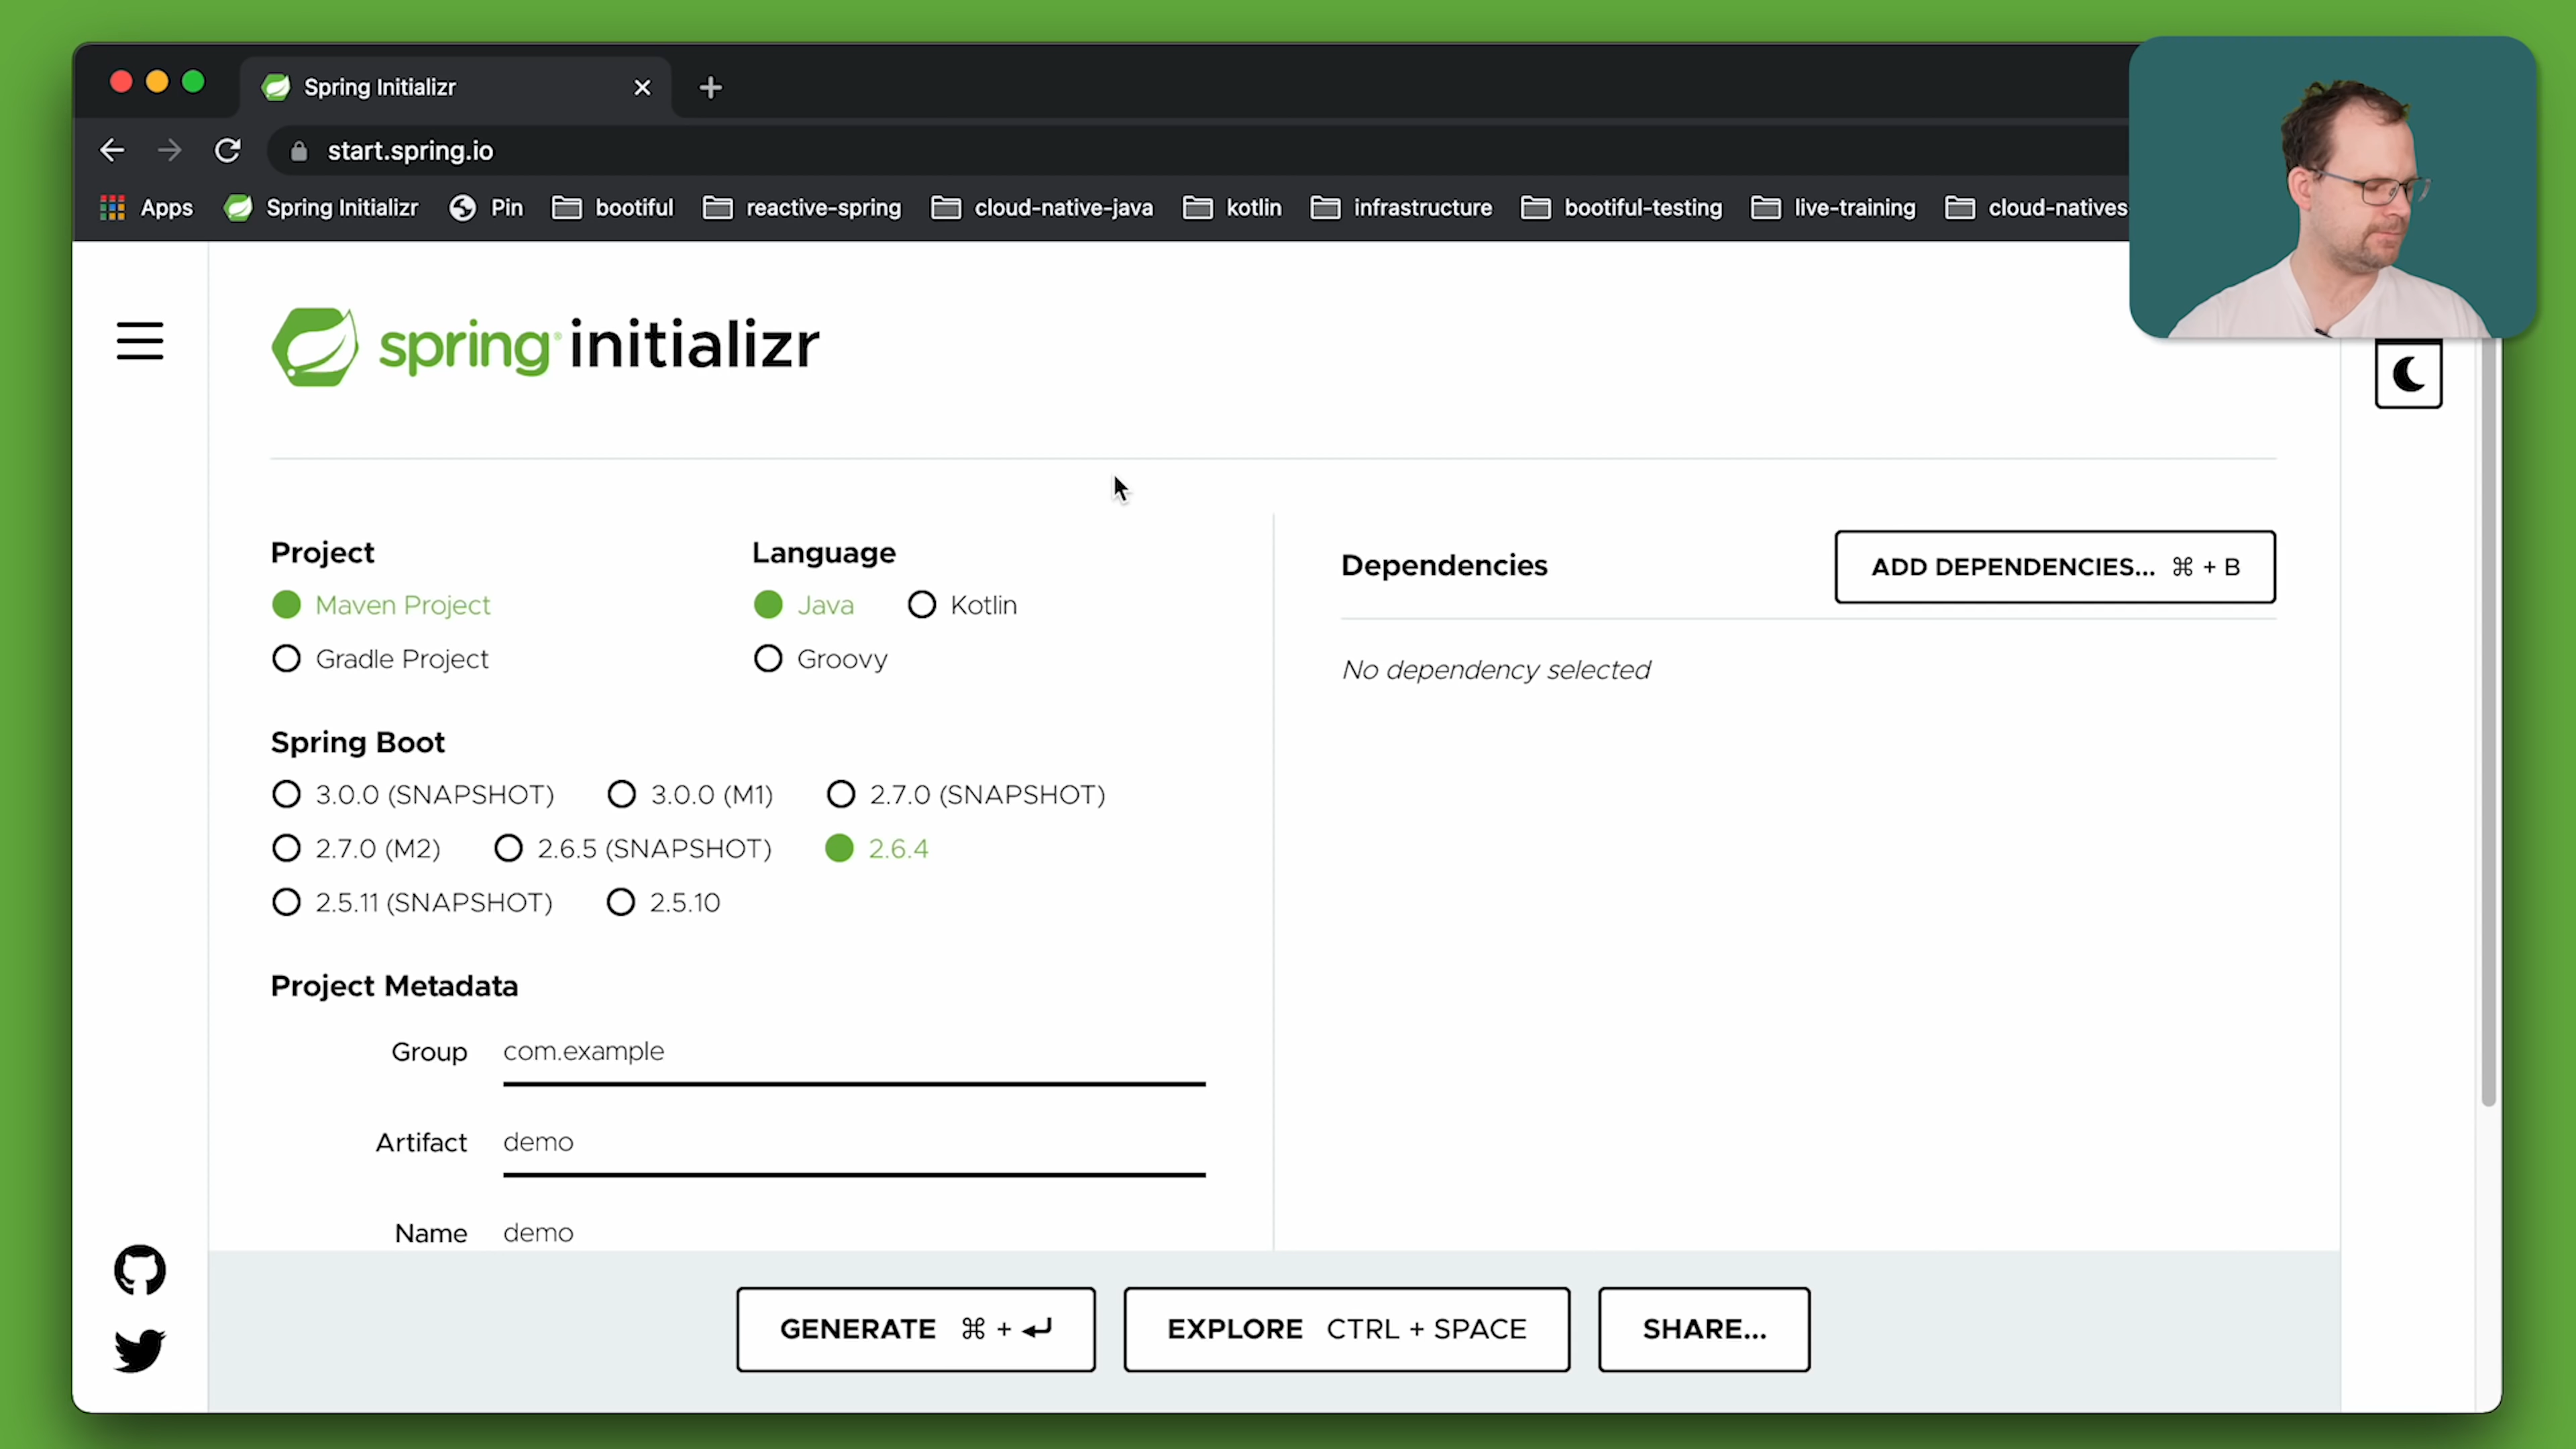 Spring Initializr
start.spring.io
Apps Spring Initializr Pin bootiful reactive-spring cloud-native-java kotlin infrastructure bootiful-testing live-training cloud-natives
spring initializr
Project
Maven Project
Gradle Project
Language
Java Kotlin
Groovy
Spring Boot
3.0.0 (SNAPSHOT) 3.0.0 (M1) 2.7.0 (SNAPSHOT)
2.7.0 (M2) 2.6.5 (SNAPSHOT) 2.6.4
2.5.11 (SNAPSHOT) 2.5.10
Project Metadata
Group com.example
Artifact demo
Name demo
Dependencies
ADD DEPENDENCIES... ⌘ + B
No dependency selected
GENERATE ⌘ + ⏎
EXPLORE CTRL + SPACE
SHARE...